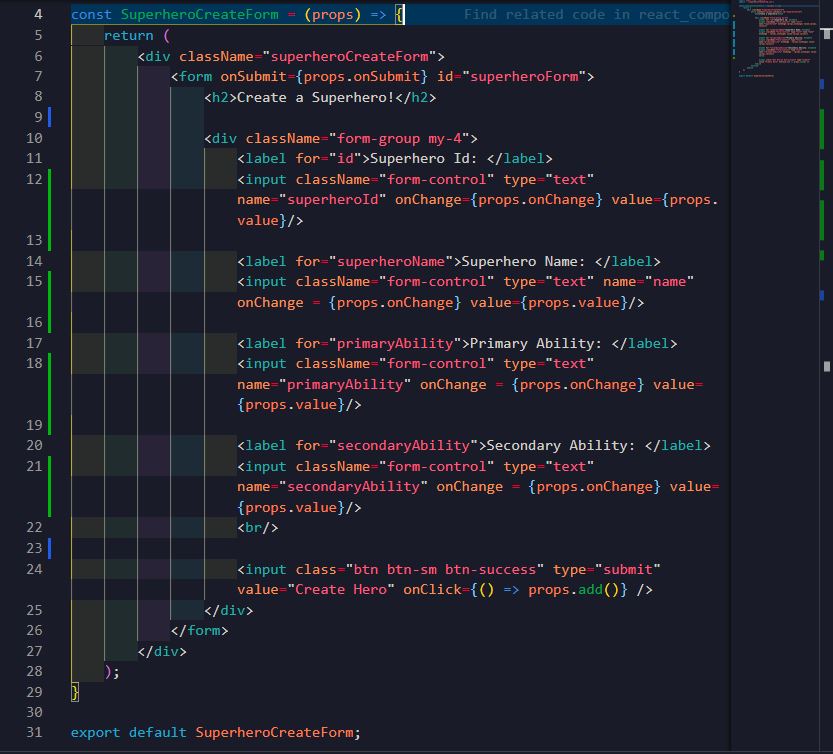 4 const SuperheroCreateForm = (props) => { Find related code in react_compo
5 return (
6 <div className="superheroCreateForm">
7 <form onSubmit={props.onSubmit} id="superheroForm">
8 <h2>Create a Superhero!</h2>
9
10 <div className="form-group my-4">
11 <label for="id">Superhero Id: </label>
12 <input className="form-control" type="text"
name="superheroId" onChange={props.onChange} value={props.
value}/>
13
14 <label for="superheroName">Superhero Name: </label>
15 <input className="form-control" type="text" name="name"
onChange = {props.onChange} value={props.value}/>
16
17 <label for="primaryAbility">Primary Ability: </label>
18 <input className="form-control" type="text"
name="primaryAbility" onChange = {props.onChange} value=
{props.value}/>
19
20 <label for="secondaryAbility">Secondary Ability: </label>
21 <input className="form-control" type="text"
name="secondaryAbility" onChange = {props.onChange} value=
{props.value}/>
22 <br/>
23
24 <input class="btn btn-sm btn-success" type="submit"
value="Create Hero" onClick={() => props.add()} />
25 </div>
26 </form>
27 </div>
28 );
29 }
30
31 export default SuperheroCreateForm;